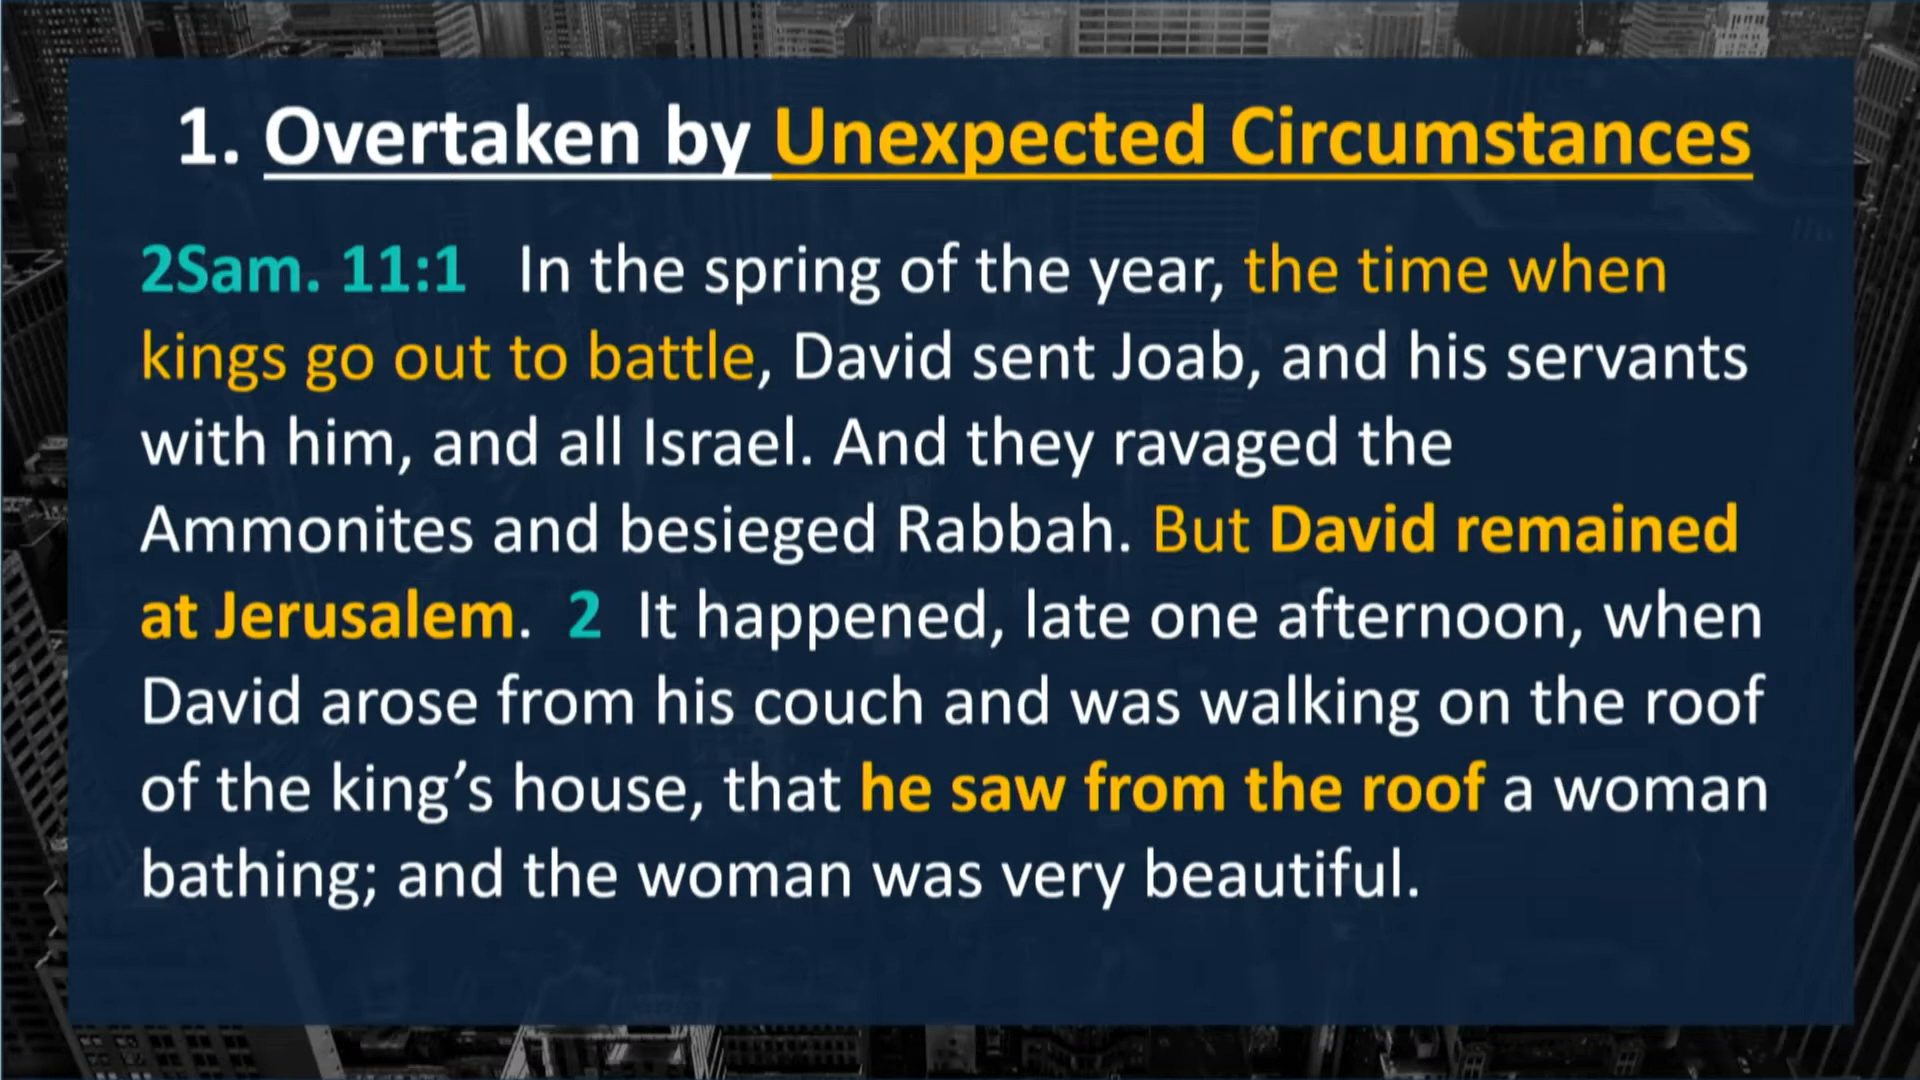 1. Overtaken by Unexpected Circumstances
2Sam. 11:1 In the spring of the year, the time when
kings go out to battle, David sent Joab, and his servants
with him, and all Israel. And they ravaged the
Ammonites and besieged Rabbah. But David remained
at Jerusalem. 2 It happened, late one afternoon, when
David arose from his couch and was walking on the roof
of the king’s house, that he saw from the roof a woman
bathing; and the woman was very beautiful.